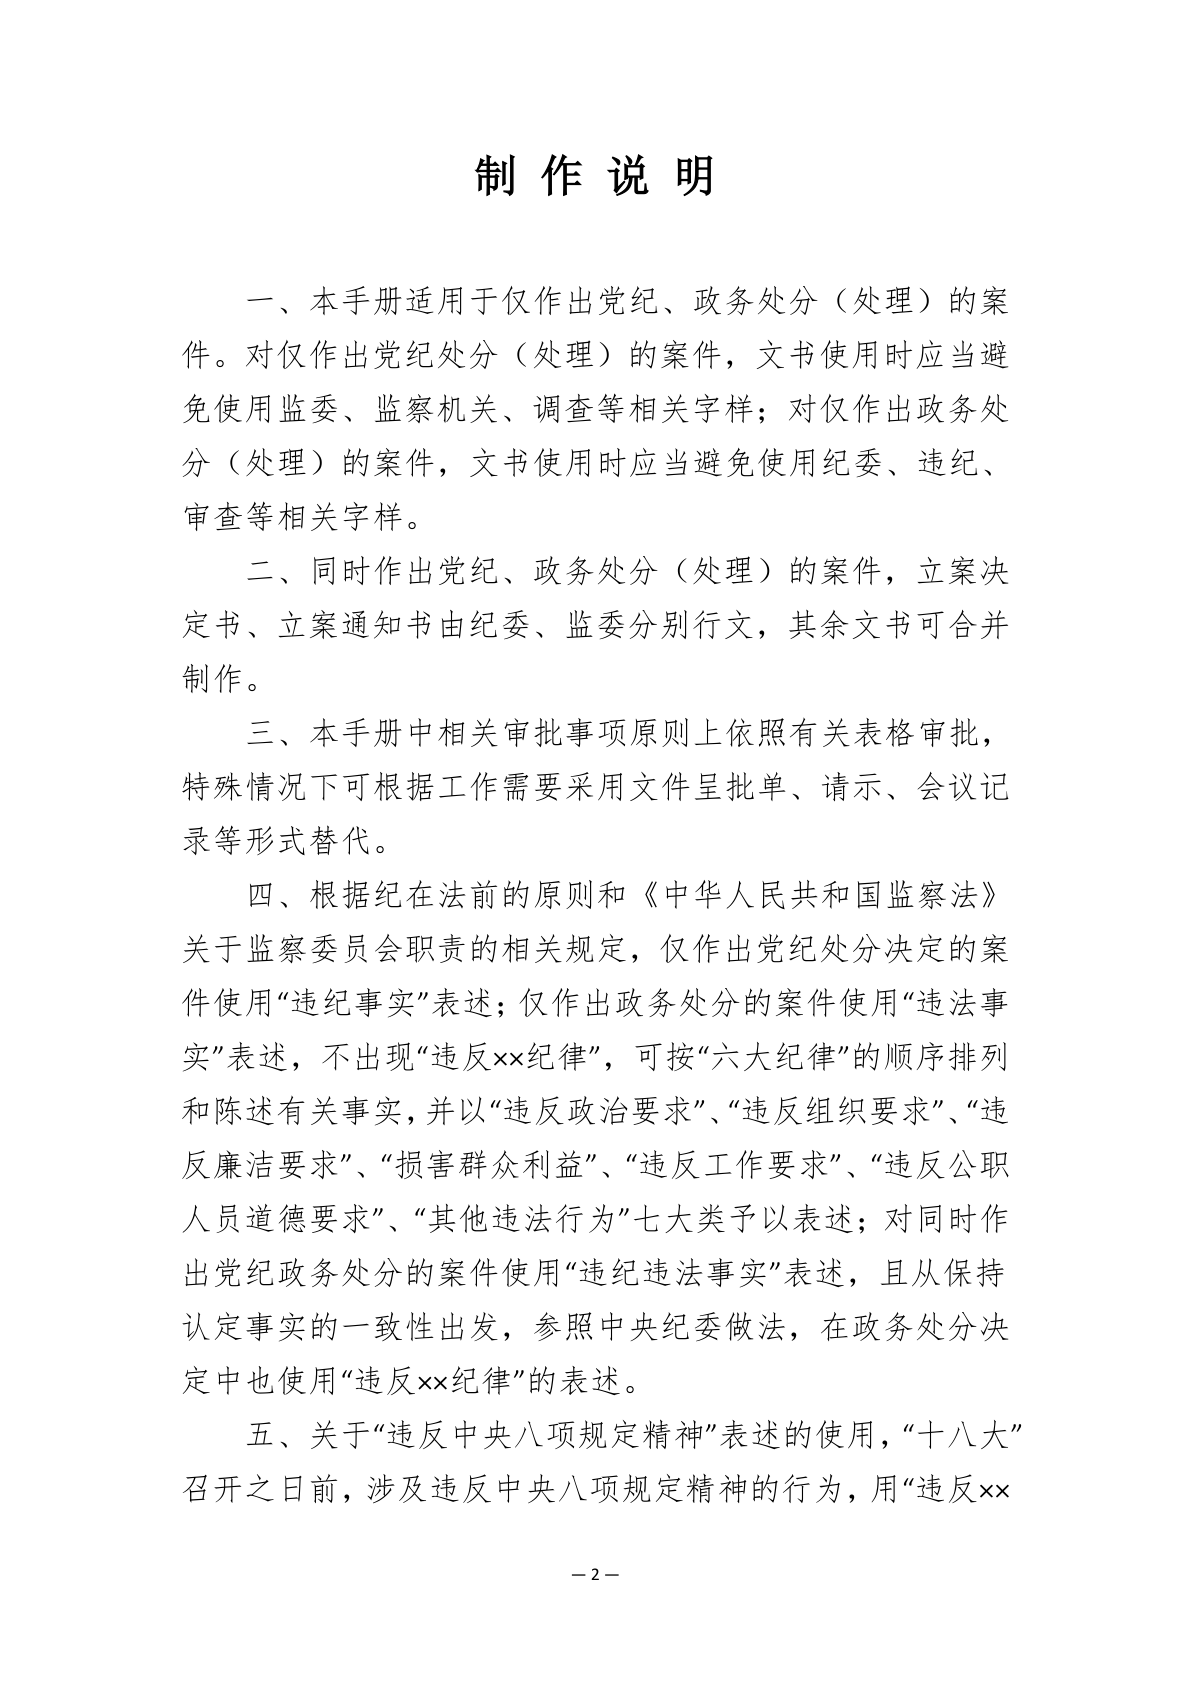 制 作 说 明
一、本手册适用于仅作出党纪、政务处分（处理）的案
件。对仅作出党纪处分（处理）的案件，文书使用时应当避
免使用监委、监察机关、调查等相关字样；对仅作出政务处
分（处理）的案件，文书使用时应当避免使用纪委、违纪、
审查等相关字样。
二、同时作出党纪、政务处分（处理）的案件，立案决
定书、立案通知书由纪委、监委分别行文，其余文书可合并
制作。
三、本手册中相关审批事项原则上依照有关表格审批，
特殊情况下可根据工作需要采用文件呈批单、请示、会议记
录等形式替代。
四、根据纪在法前的原则和《中华人民共和国监察法》
关于监察委员会职责的相关规定，仅作出党纪处分决定的案
件使用“违纪事实”表述；仅作出政务处分的案件使用“违法事
实”表述，不出现“违反××纪律”，可按“六大纪律”的顺序排列
和陈述有关事实，并以“违反政治要求”、“违反组织要求”、“违
反廉洁要求”、“损害群众利益”、“违反工作要求”、“违反公职
人员道德要求”、“其他违法行为”七大类予以表述；对同时作
出党纪政务处分的案件使用“违纪违法事实”表述，且从保持
认定事实的一致性出发，参照中央纪委做法，在政务处分决
定中也使用“违反××纪律”的表述。
五、关于“违反中央八项规定精神”表述的使用，“十八大”
召开之日前，涉及违反中央八项规定精神的行为，用“违反××
— 2 —